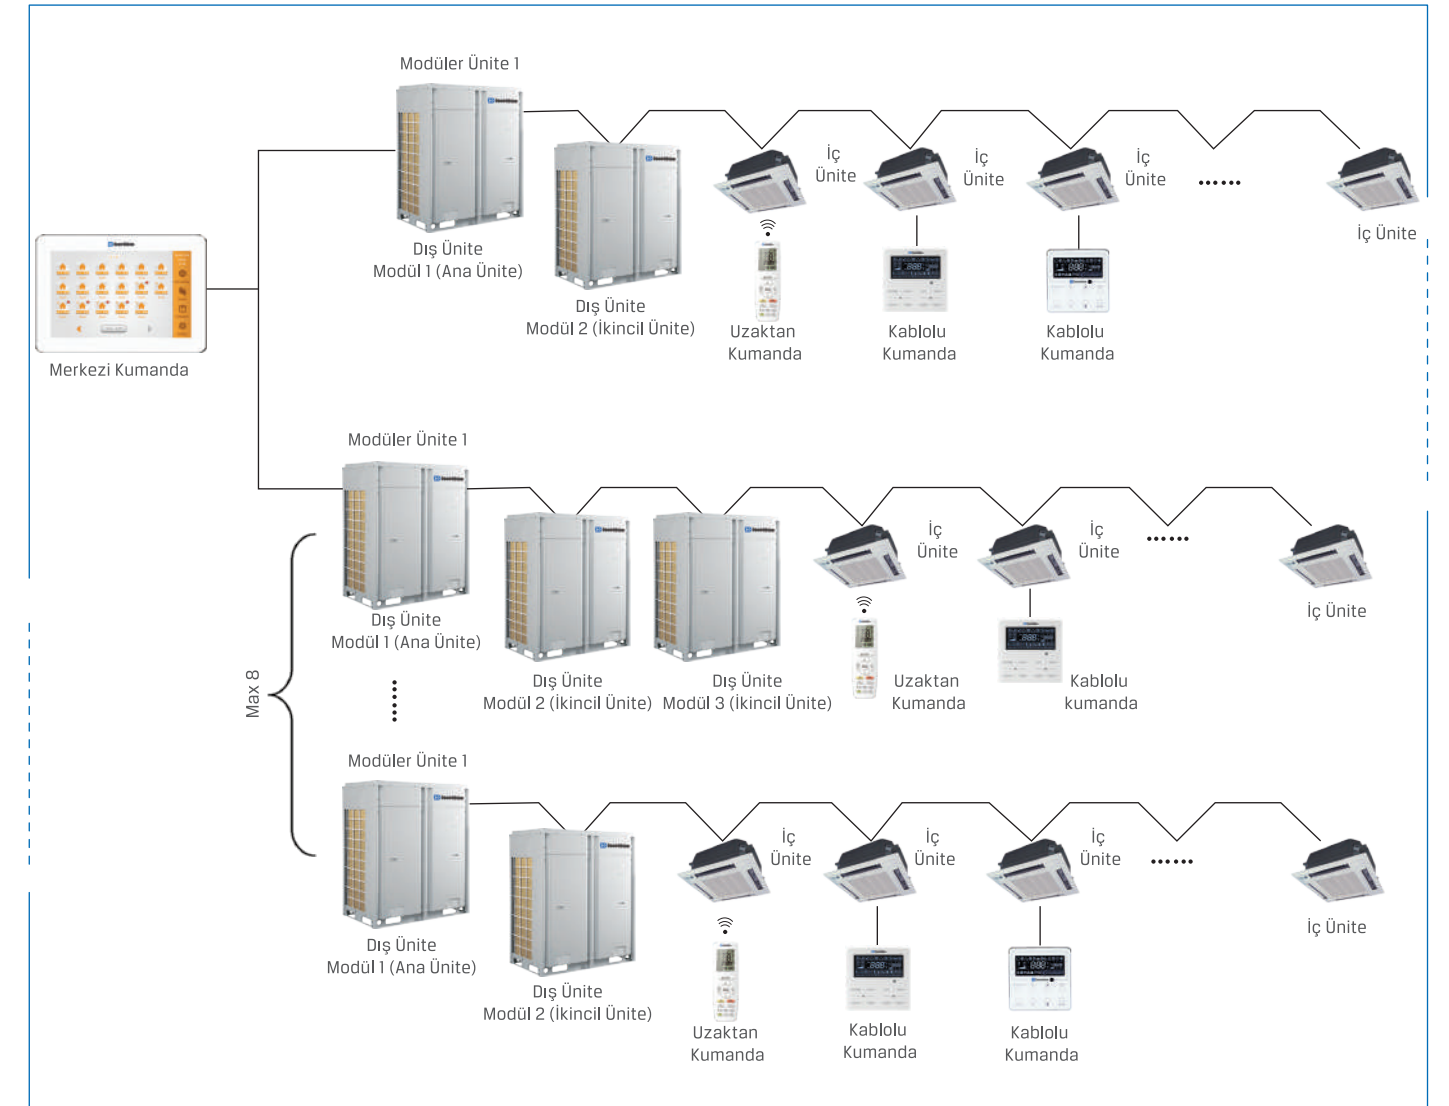 Modüler Ünite 1
Dış Ünite
Modül 1 (Ana Ünite)
Dış Ünite
Modül 2 (İkincil Ünite)
İç
Ünite
İç
Ünite
İç
Ünite
......
İç Ünite
Uzaktan
Kumanda
Kablolu
Kumanda
Kablolu
Kumanda
Merkezi Kumanda
Modüler Ünite 1
Dış Ünite
Modül 1 (Ana Ünite)
Dış Ünite
Modül 2 (İkincil Ünite)
Dış Ünite
Modül 3 (İkincil Ünite)
İç
Ünite
İç
Ünite
......
İç Ünite
Uzaktan
Kumanda
Kablolu
kumanda
Max 8
......
Modüler Ünite 1
Dış Ünite
Modül 1 (Ana Ünite)
Dış Ünite
Modül 2 (İkincil Ünite)
İç
Ünite
İç
Ünite
İç
Ünite
......
İç Ünite
Uzaktan
Kumanda
Kablolu
Kumanda
Kablolu
Kumanda